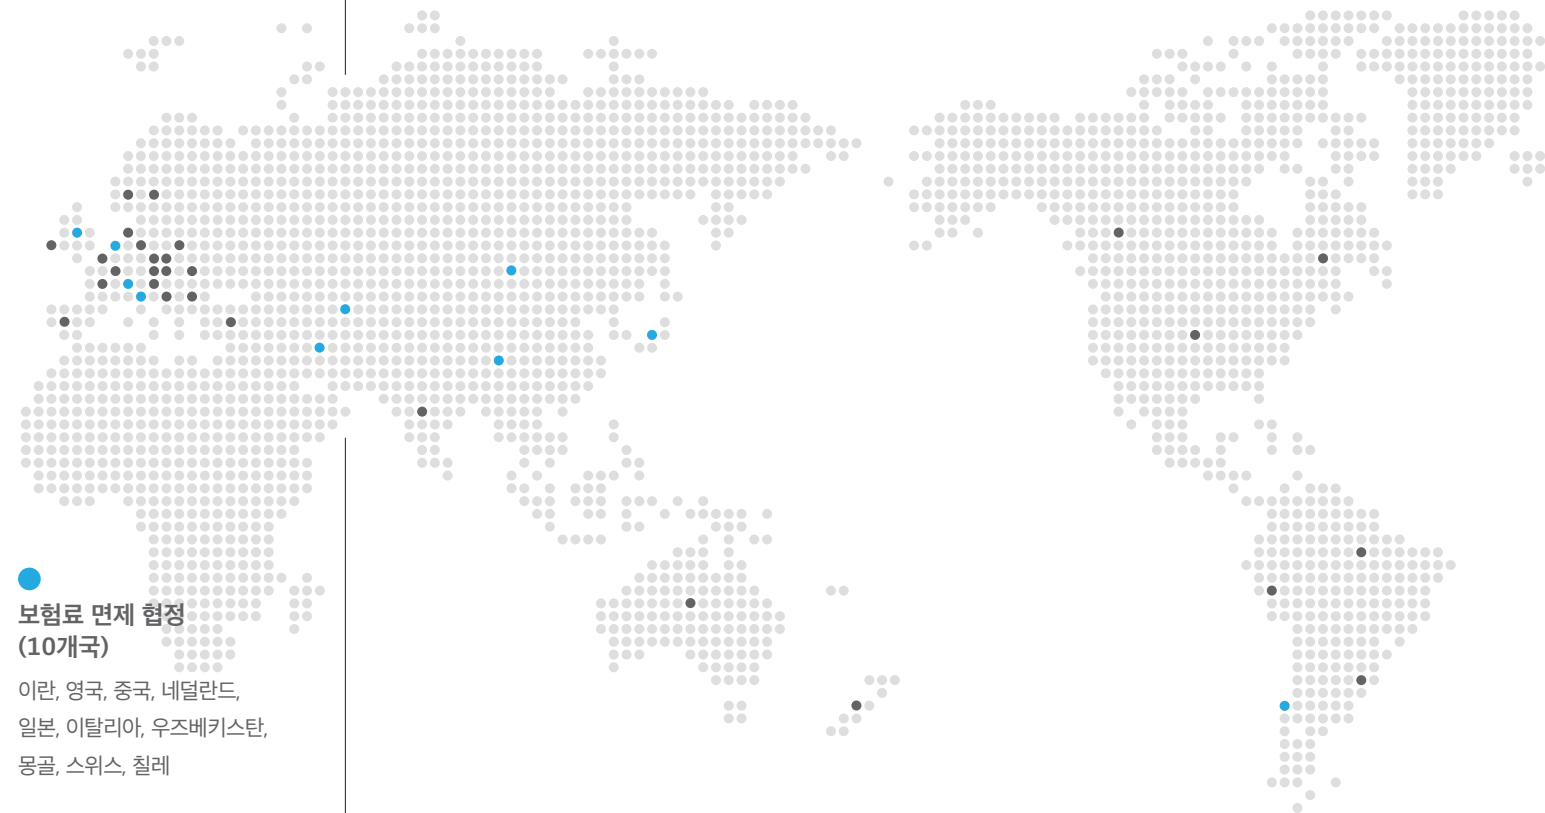 보험료 면제 협정
(10개국)
이란, 영국, 중국, 네덜란드,
일본, 이탈리아, 우즈베키스탄,
몽골, 스위스, 칠레